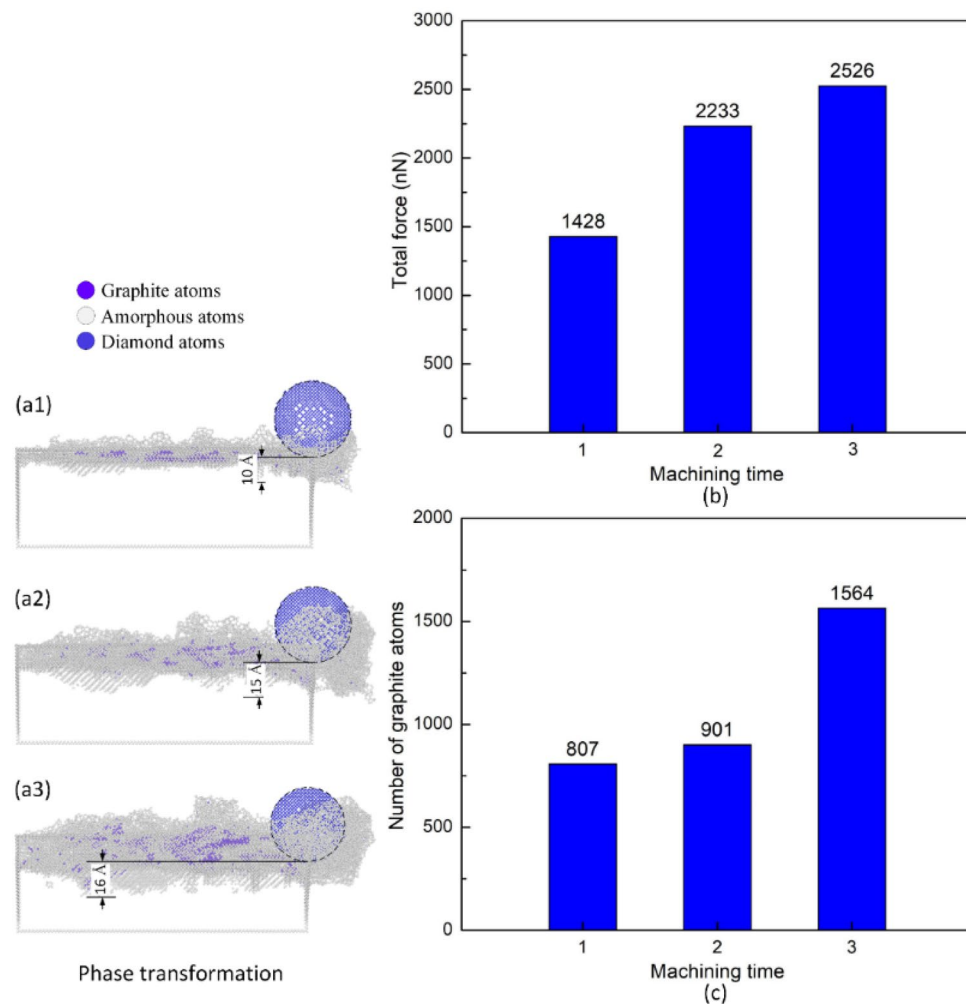 Graphite atoms
Amorphous atoms
Diamond atoms
(a1)
10 Å
(a2)
15 Å
(a3)
16 Å
Phase transformation
3000
2500
2000
1500
1000
500
0
Total force (nN)
1428
2233
2526
1 2 3
Machining time
(b)
2000
1500
1000
500
0
Number of graphite atoms
807
901
1564
1 2 3
Machining time
(c)